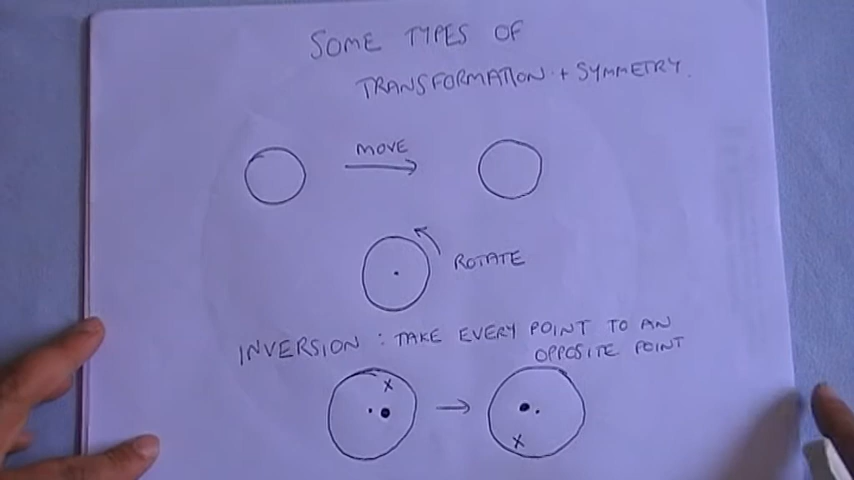 SOME TYPES OF
TRANSFORMATION + SYMMETRY.
MOVE
ROTATE
INVERSION : TAKE EVERY POINT TO AN
OPPOSITE POINT
x
x